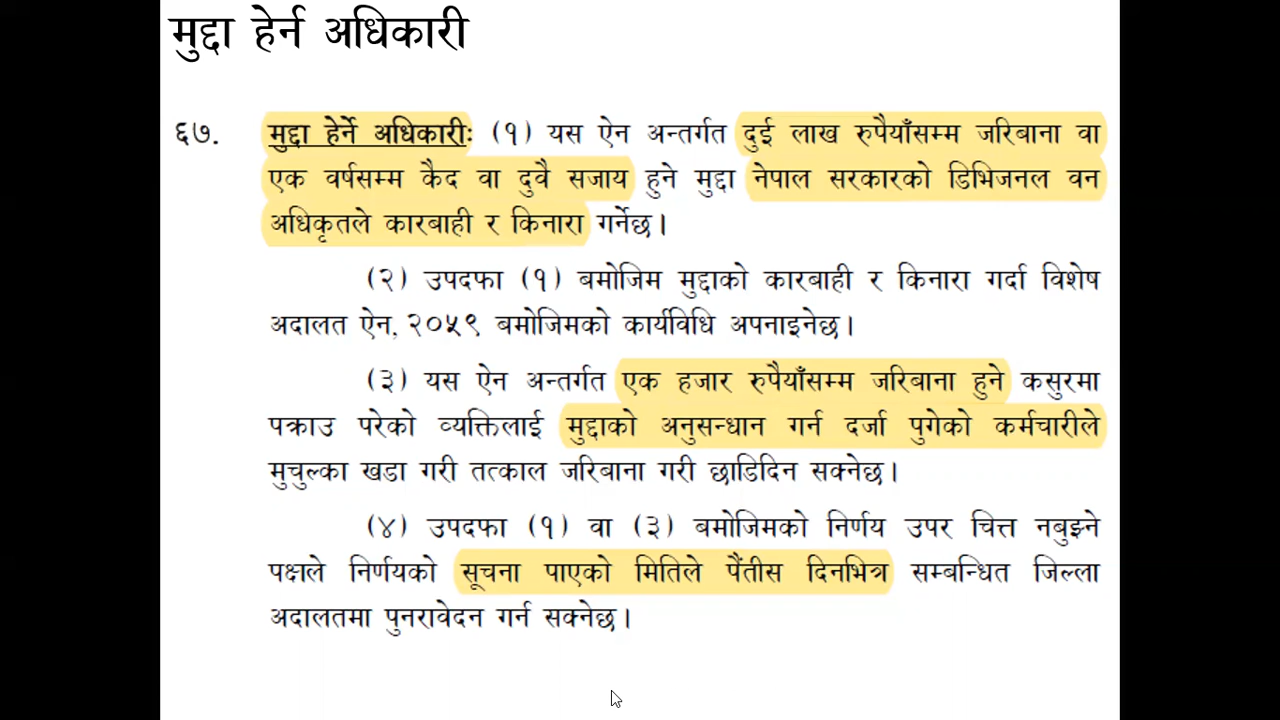 मुद्दा हेर्न अधिकारी
६७. मुद्दा हेर्ने अधिकारीः (१) यस ऐन अन्तर्गत दुई लाख रुपैयाँसम्म जरिबाना वा
एक वर्षसम्म कैद वा दुवै सजाय हुने मुद्दा नेपाल सरकारको डिभिजनल वन
अधिकृतले कारबाही र किनारा गर्नेछ।
(२) उपदफा (१) बमोजिम मुद्दाको कारबाही र किनारा गर्दा विशेष
अदालत ऐन, २०५९ बमोजिमको कार्यविधि अपनाइनेछ।
(३) यस ऐन अन्तर्गत एक हजार रुपैयाँसम्म जरिबाना हुने कसुरमा
पक्राउ परेको व्यक्तिलाई मुद्दाको अनुसन्धान गर्न दर्जा पुगेको कर्मचारीले
मुचुल्का खडा गरी तत्काल जरिबाना गरी छाडिदिन सक्नेछ।
(४) उपदफा (१) वा (३) बमोजिमको निर्णय उपर चित्त नबुझ्ने
पक्षले निर्णयको सूचना पाएको मितिले पैंतीस दिनभित्र सम्बन्धित जिल्ला
अदालतमा पुनरावेदन गर्न सक्नेछ।